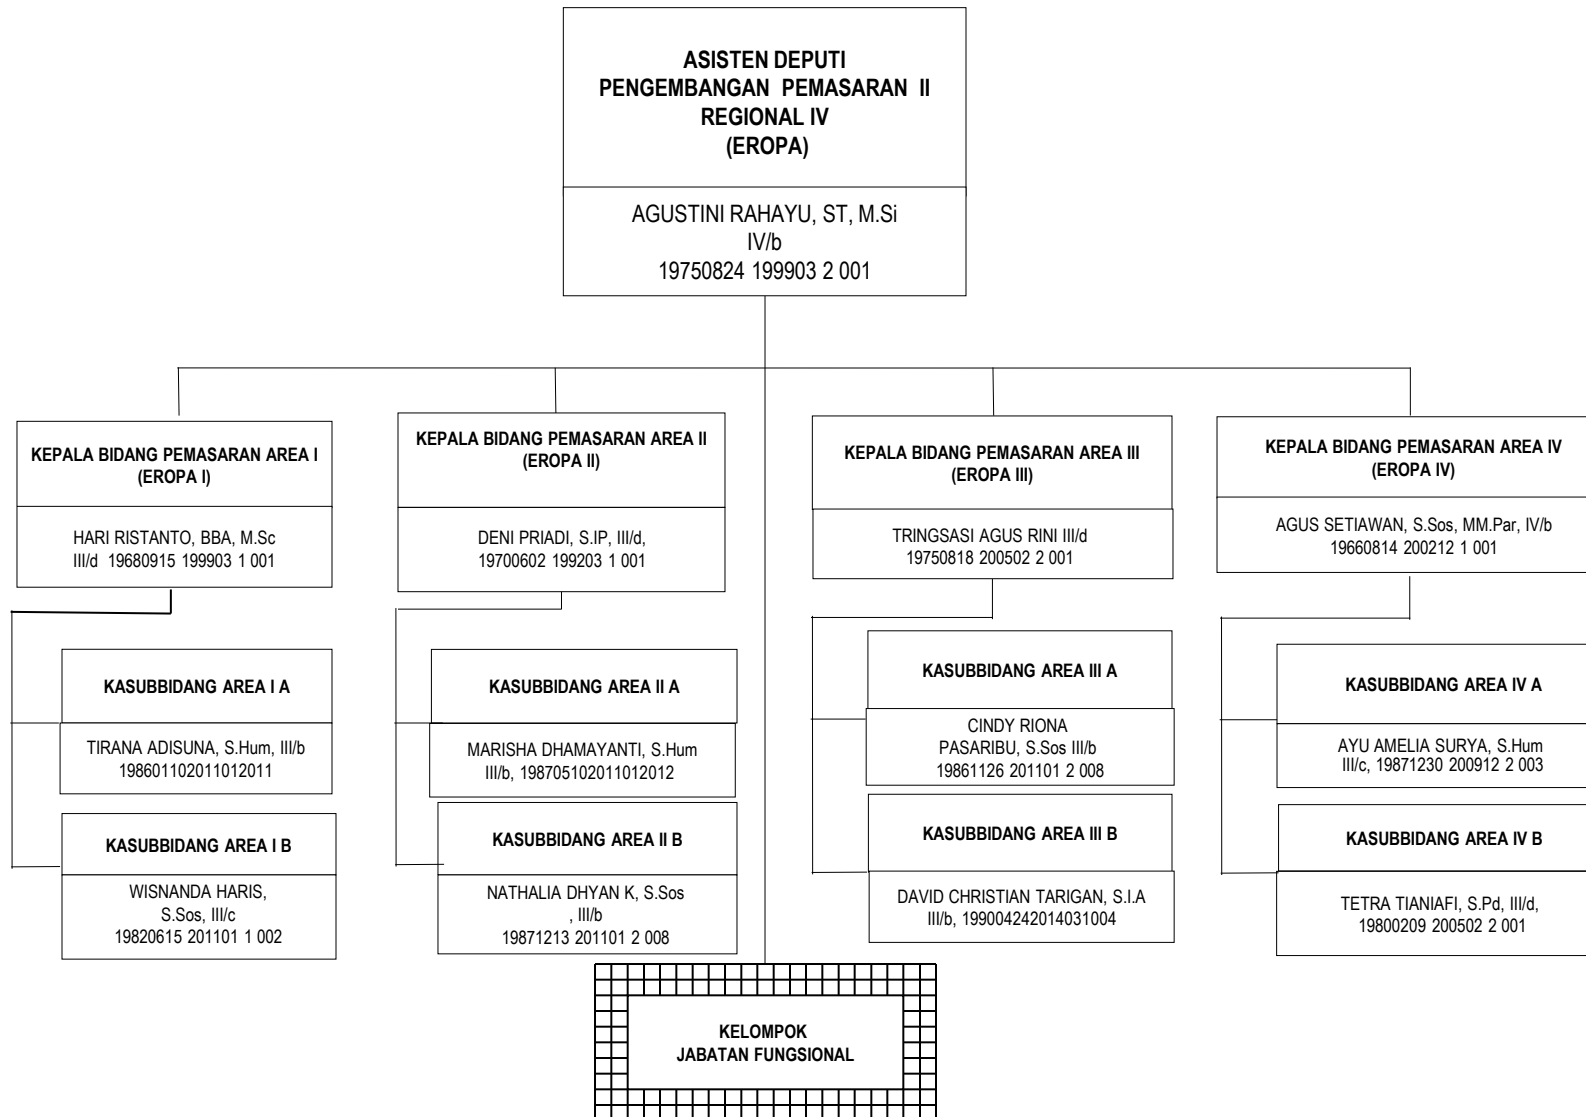 ASISTEN DEPUTI
PENGEMBANGAN PEMASARAN II
REGIONAL IV
(EROPA)
AGUSTINI RAHAYU, ST, M.Si
IV/b
19750824 199903 2 001
KEPALA BIDANG PEMASARAN AREA I
(EROPA I)
HARI RISTANTO, BBA, M.Sc
III/d 19680915 199903 1 001
KEPALA BIDANG PEMASARAN AREA II
(EROPA II)
DENI PRIADI, S.IP, III/d,
19700602 199203 1 001
KEPALA BIDANG PEMASARAN AREA III
(EROPA III)
TRINGSASI AGUS RINI III/d
19750818 200502 2 001
KEPALA BIDANG PEMASARAN AREA IV
(EROPA IV)
AGUS SETIAWAN, S.Sos, MM.Par, IV/b
19660814 200212 1 001
KASUBBIDANG AREA I A
TIRANA ADISUNA, S.Hum, III/b
198601102011012011
KASUBBIDANG AREA I B
WISNANDA HARIS,
S.Sos, III/c
19820615 201101 1 002
KASUBBIDANG AREA II A
MARISHA DHAMAYANTI, S.Hum
III/b, 198705102011012012
KASUBBIDANG AREA II B
NATHALIA DHYAN K, S.Sos
, III/b
19871213 201101 2 008
KASUBBIDANG AREA III A
CINDY RIONA
PASARIBU, S.Sos III/b
19861126 201101 2 008
KASUBBIDANG AREA III B
DAVID CHRISTIAN TARIGAN, S.I.A
III/b, 199004242014031004
KASUBBIDANG AREA IV A
AYU AMELIA SURYA, S.Hum
III/c, 19871230 200912 2 003
KASUBBIDANG AREA IV B
TETRA TIANIAFI, S.Pd, III/d,
19800209 200502 2 001
KELOMPOK
JABATAN FUNGSIONAL